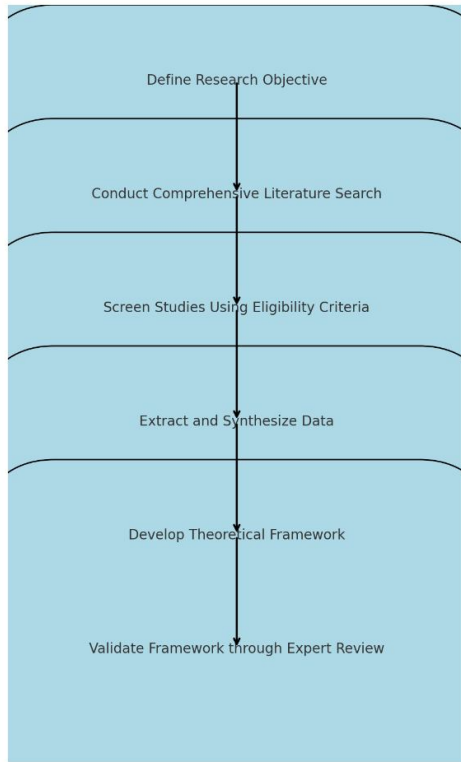 Define Research Objective
Conduct Comprehensive Literature Search
Screen Studies Using Eligibility Criteria
Extract and Synthesize Data
Develop Theoretical Framework
Validate Framework through Expert Review